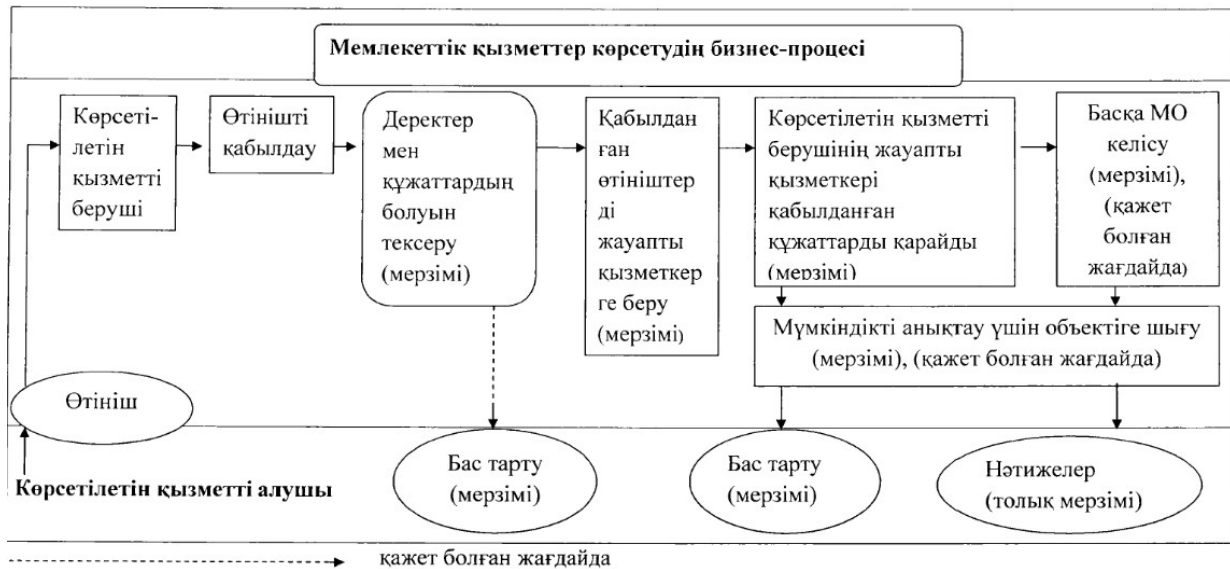 Мемлекеттік қызметтер көрсетудің бизнес-процесі
Көрсеті-
летін
қызметті
беруші
Өтінішті
қабылдау
Деректер
мен
құжаттардың
болуын
тексеру
(мерзімі)
Қабылдан
ған
өтініштер
ді
жауапты
қызметкер
ге беру
(мерзімі)
Көрсетілетін қызметті
берушінің жауапты
қызметкері
қабылданған
құжаттарды қарайды
(мерзімі)
Басқа МО
келісу
(мерзімі),
(қажет
болған
жағдайда)
Мүмкіндікті анықтау үшін объектіге шығу
(мерзімі), (қажет болған жағдайда)
Өтініш
Көрсетілетін қызметті алушы
Бас тарту
(мерзімі)
Бас тарту
(мерзімі)
Нәтижелер
(толық мерзімі)
қажет болған жағдайда